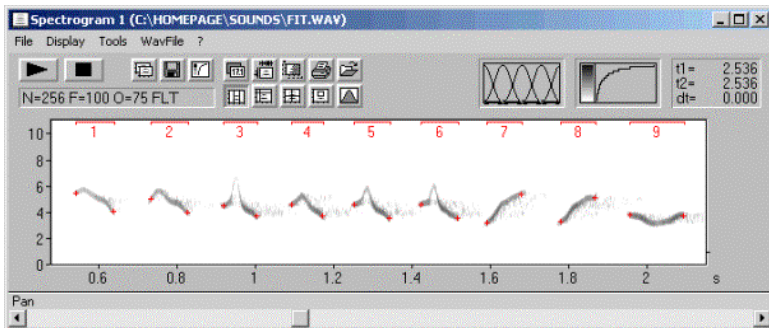 Spectrogram 1 (C:\HOMEPAGE\SOUNDS\FIT.WAV)
File Display Tools WavFile ?
t1= 2.536
t2= 2.536
dt= 0.000
N=256 F=100 O=75 FLT
1 2 3 4 5 6 7 8 9
10
8
6
4
2
0
0.6 0.8 1 1.2 1.4 1.6 1.8 2 s
Pan